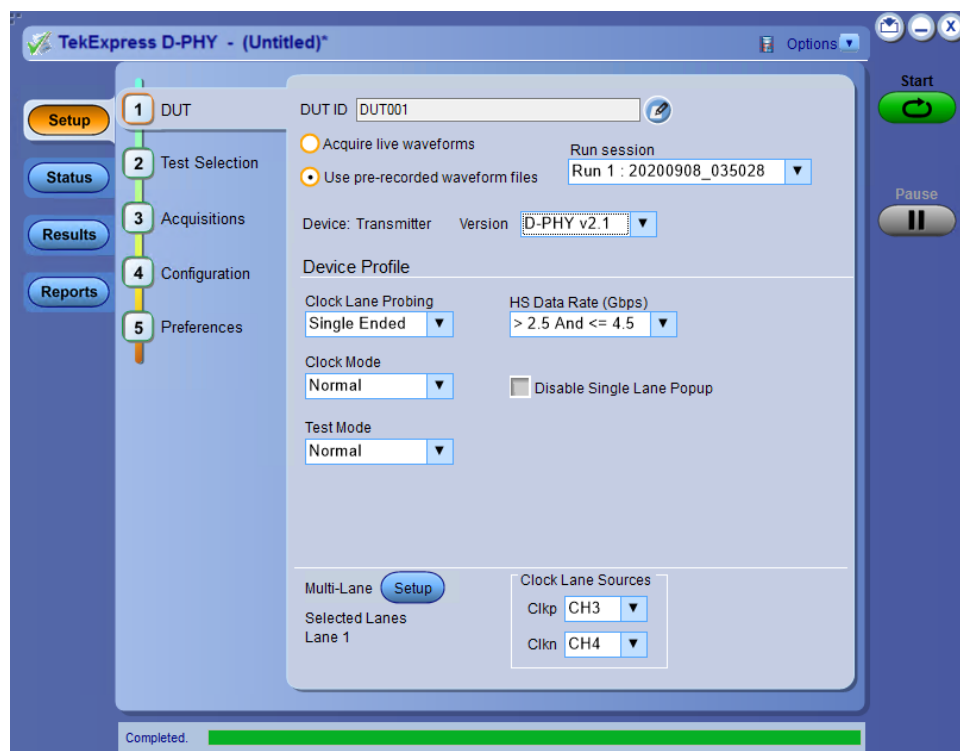 TekExpress D-PHY - (Untitled)*
Options
X
Start
Pause
Setup
Status
Results
Reports
1 DUT
2 Test Selection
3 Acquisitions
4 Configuration
5 Preferences
DUT ID DUT001
Acquire live waveforms
Use pre-recorded waveform files
Run session
Run 1 : 20200908_035028
Device: Transmitter Version D-PHY v2.1
Device Profile
Clock Lane Probing
Single Ended
HS Data Rate (Gbps)
> 2.5 And <= 4.5
Clock Mode
Normal
Disable Single Lane Popup
Test Mode
Normal
Multi-Lane Setup
Selected Lanes
Lane 1
Clock Lane Sources
Clkp CH3
Clkn CH4
Completed.